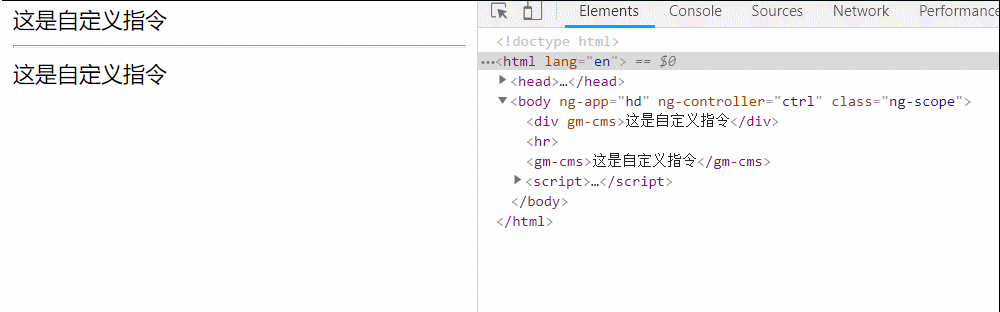 这是自定义指令
这是自定义指令
Elements Console Sources Network Performance
<!doctype html>
…<html lang="en"> == $0
<head>…</head>
<body ng-app="hd" ng-controller="ctrl" class="ng-scope">
<div gm-cms>这是自定义指令</div>
<hr>
<gm-cms>这是自定义指令</gm-cms>
<script>…</script>
</body>
</html>